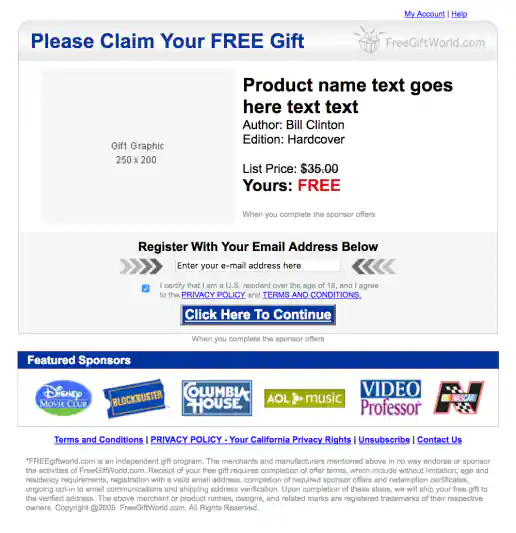 My Account | Help
Please Claim Your FREE Gift
FreeGiftWorld.com
Gift Graphic
250 x 200
Product name text goes
here text text
Author: Bill Clinton
Edition: Hardcover
List Price: $35.00
Yours: FREE
When you complete the sponsor offers
Register With Your Email Address Below
Enter your e-mail address here
I certify that I am a U.S. resident over the age of 18, and I agree
to the PRIVACY POLICY and TERMS AND CONDITIONS.
Click Here To Continue
When you complete the sponsor offers
Featured Sponsors
Disney
MOVIE CLUB
BLOCKBUSTER
COLUMBIA
HOUSE
AOL music
VIDEO
Professor
NASCAR
Terms and Conditions | PRIVACY POLICY - Your California Privacy Rights | Unsubscribe | Contact Us
*FREEgiftworld.com is an independent gift program. The merchants and manufacturers mentioned above in no way endorse or sponsor
the activities of FreeGiftWorld.com. Receipt of your free gift requires completion of offer terms, which include without limitation, age and
residency requirements, registration with a valid email address, completion of required sponsor offers and redemption certificates,
ongoing opt-in to email communications and shipping address verification. Upon completion of these steps, we will ship your free gift to
the verified address. The above merchant or product names, designs, and related marks are registered trademarks of their respective
owners. Copyright @2005 FreeGiftWorld.com. All Rights Reserved.